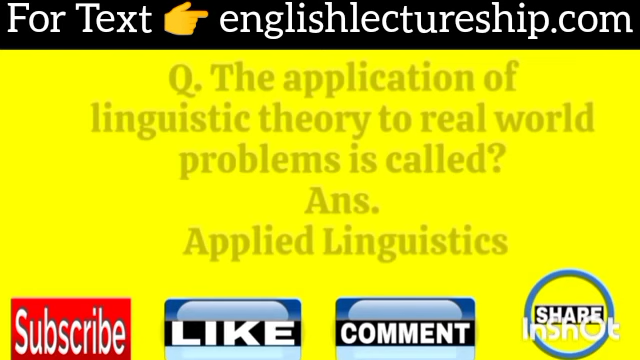 For Text 👉 englishlectureship.com
Q. The application of
linguistic theory to real world
problems is called?
Ans.
Applied Linguistics
Subscribe
LIKE
COMMENT
SHARE
InShOt